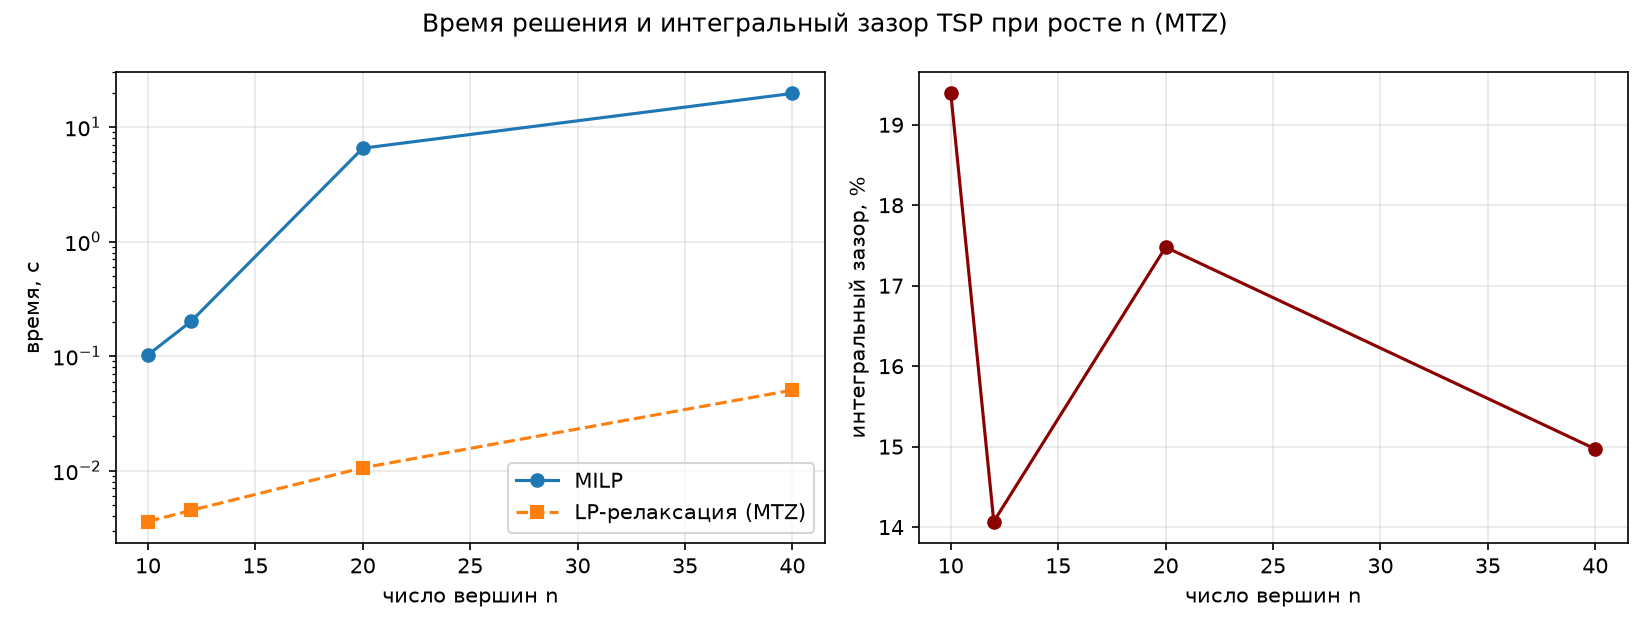 Время решения и интегральный зазор TSP при росте n (MTZ)
время, с
10¹
10⁰
10⁻¹
10⁻²
MILP
LP-релаксация (MTZ)
10 15 20 25 30 35 40
число вершин n
интегральный зазор, %
19
18
17
16
15
14
10 15 20 25 30 35 40
число вершин n